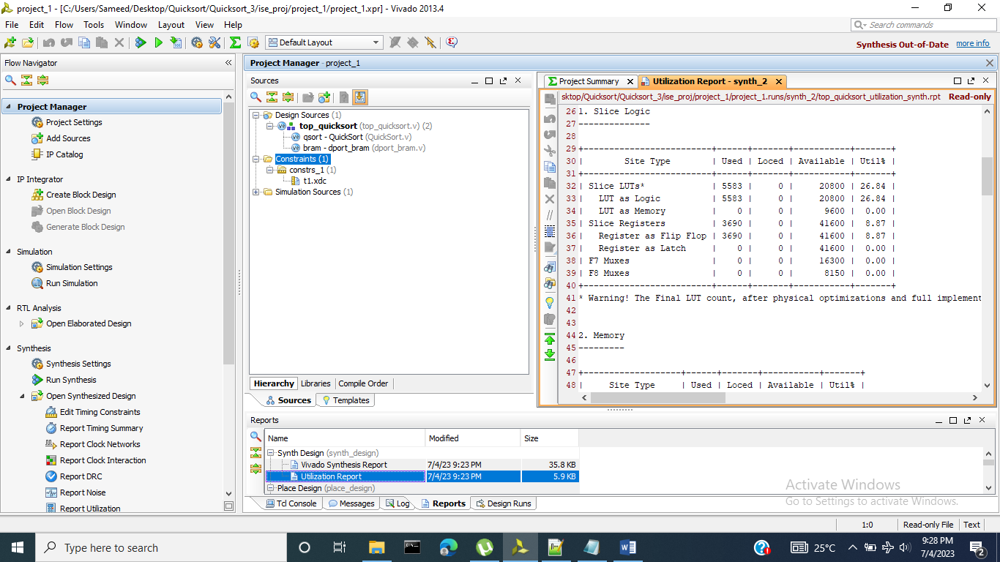 project_1 - [C:/Users/Sameed/Desktop/Quicksort/Quicksort_3/ise_proj/project_1/project_1.xpr] - Vivado 2013.4
File Edit Flow Tools Window Layout View Help
Search commands
Default Layout
Synthesis Out-of-Date more info
Flow Navigator
Project Manager
Project Settings
Add Sources
IP Catalog
IP Integrator
Create Block Design
Open Block Design
Generate Block Design
Simulation
Simulation Settings
Run Simulation
RTL Analysis
Open Elaborated Design
Synthesis
Synthesis Settings
Run Synthesis
Open Synthesized Design
Edit Timing Constraints
Report Timing Summary
Report Clock Networks
Report Clock Interaction
Report DRC
Report Noise
Report Utilization
Project Manager - project_1
Sources
Design Sources (1)
top_quicksort (top_quicksort.v) (2)
qsort - QuickSort (QuickSort.v)
bram - dport_bram (dport_bram.v)
Constraints (1)
constrs_1 (1)
t1.xdc
Simulation Sources (1)
Hierarchy Libraries Compile Order
Sources Templates
Project Summary Utilization Report - synth_2
sktop/Quicksort/Quicksort_3/ise_proj/project_1/project_1.runs/synth_2/top_quicksort_utilization_synth.rpt Read-only
26 1. Slice Logic
27 --------------
28
29 +-------------------------+------+-------+-----------+-------+
30 |        Site Type        | Used | Loced | Available | Util% |
31 +-------------------------+------+-------+-----------+-------+
32 | Slice LUTs*             | 5583 |     0 |     20800 | 26.84 |
33 |   LUT as Logic          | 5583 |     0 |     20800 | 26.84 |
34 |   LUT as Memory         |    0 |     0 |      9600 |  0.00 |
35 | Slice Registers         | 3690 |     0 |     41600 |  8.87 |
36 |   Register as Flip Flop | 3690 |     0 |     41600 |  8.87 |
37 |   Register as Latch     |    0 |     0 |     41600 |  0.00 |
38 | F7 Muxes                |    0 |     0 |     16300 |  0.00 |
39 | F8 Muxes                |    0 |     0 |      8150 |  0.00 |
40 +-------------------------+------+-------+-----------+-------+
41 * Warning! The Final LUT count, after physical optimizations and full implement
42
43
44 2. Memory
45 ---------
46
47 +-------------------+------+-------+-----------+-------+
48 |     Site Type     | Used | Loced | Available | Util% |
Reports
Name Modified Size
Synth Design (synth_design)
Vivado Synthesis Report 7/4/23 9:23 PM 35.8 KB
Utilization Report 7/4/23 9:23 PM 5.9 KB
Place Design (place_design)
Tcl Console Messages Log Reports Design Runs
Activate Windows
Go to Settings to activate Windows.
1:0 Read-only File Text
Type here to search
25°C
9:28 PM
7/4/2023
2